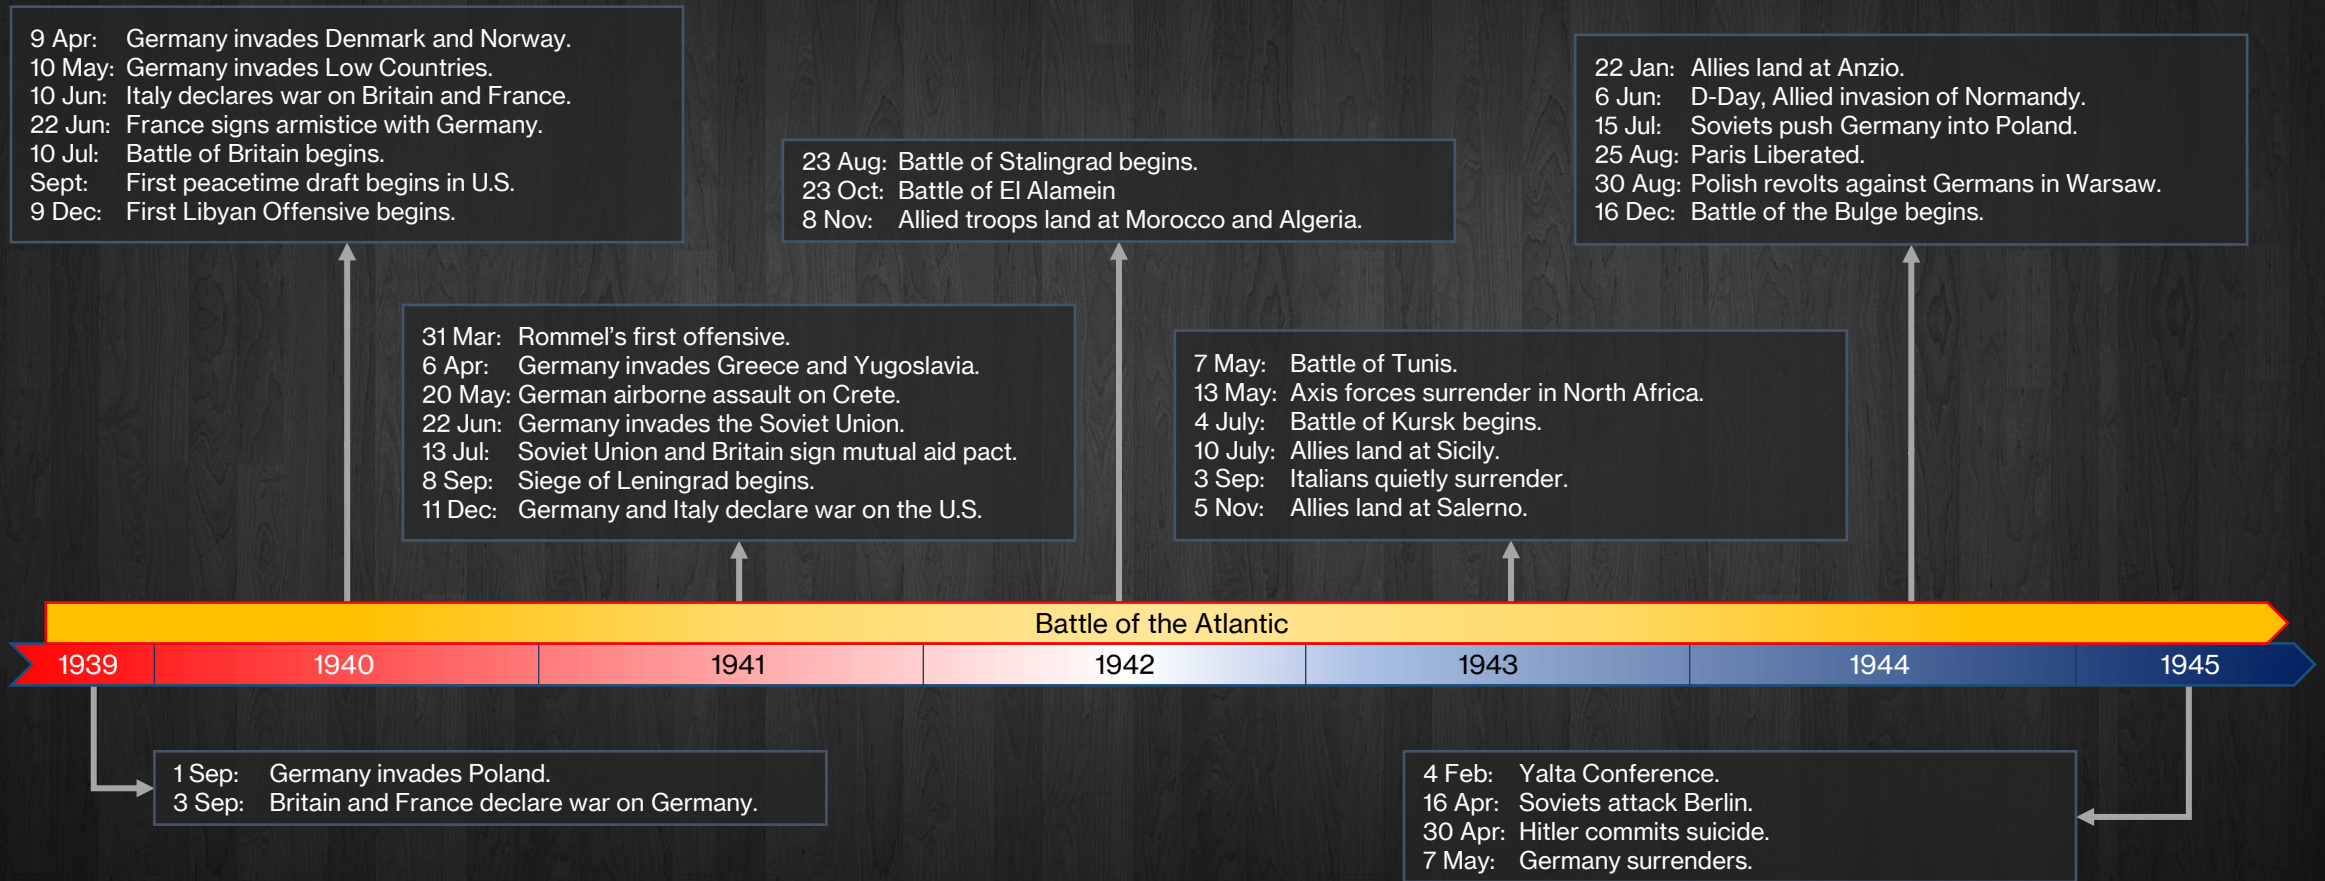 9 Apr: Germany invades Denmark and Norway.
10 May: Germany invades Low Countries.
10 Jun: Italy declares war on Britain and France.
22 Jun: France signs armistice with Germany.
10 Jul: Battle of Britain begins.
Sept: First peacetime draft begins in U.S.
9 Dec: First Libyan Offensive begins.
23 Aug: Battle of Stalingrad begins.
23 Oct: Battle of El Alamein
8 Nov: Allied troops land at Morocco and Algeria.
22 Jan: Allies land at Anzio.
6 Jun: D-Day, Allied invasion of Normandy.
15 Jul: Soviets push Germany into Poland.
25 Aug: Paris Liberated.
30 Aug: Polish revolts against Germans in Warsaw.
16 Dec: Battle of the Bulge begins.
31 Mar: Rommel’s first offensive.
6 Apr: Germany invades Greece and Yugoslavia.
20 May: German airborne assault on Crete.
22 Jun: Germany invades the Soviet Union.
13 Jul: Soviet Union and Britain sign mutual aid pact.
8 Sep: Siege of Leningrad begins.
11 Dec: Germany and Italy declare war on the U.S.
7 May: Battle of Tunis.
13 May: Axis forces surrender in North Africa.
4 July: Battle of Kursk begins.
10 July: Allies land at Sicily.
3 Sep: Italians quietly surrender.
5 Nov: Allies land at Salerno.
Battle of the Atlantic
1939 1940 1941 1942 1943 1944 1945
1 Sep: Germany invades Poland.
3 Sep: Britain and France declare war on Germany.
4 Feb: Yalta Conference.
16 Apr: Soviets attack Berlin.
30 Apr: Hitler commits suicide.
7 May: Germany surrenders.